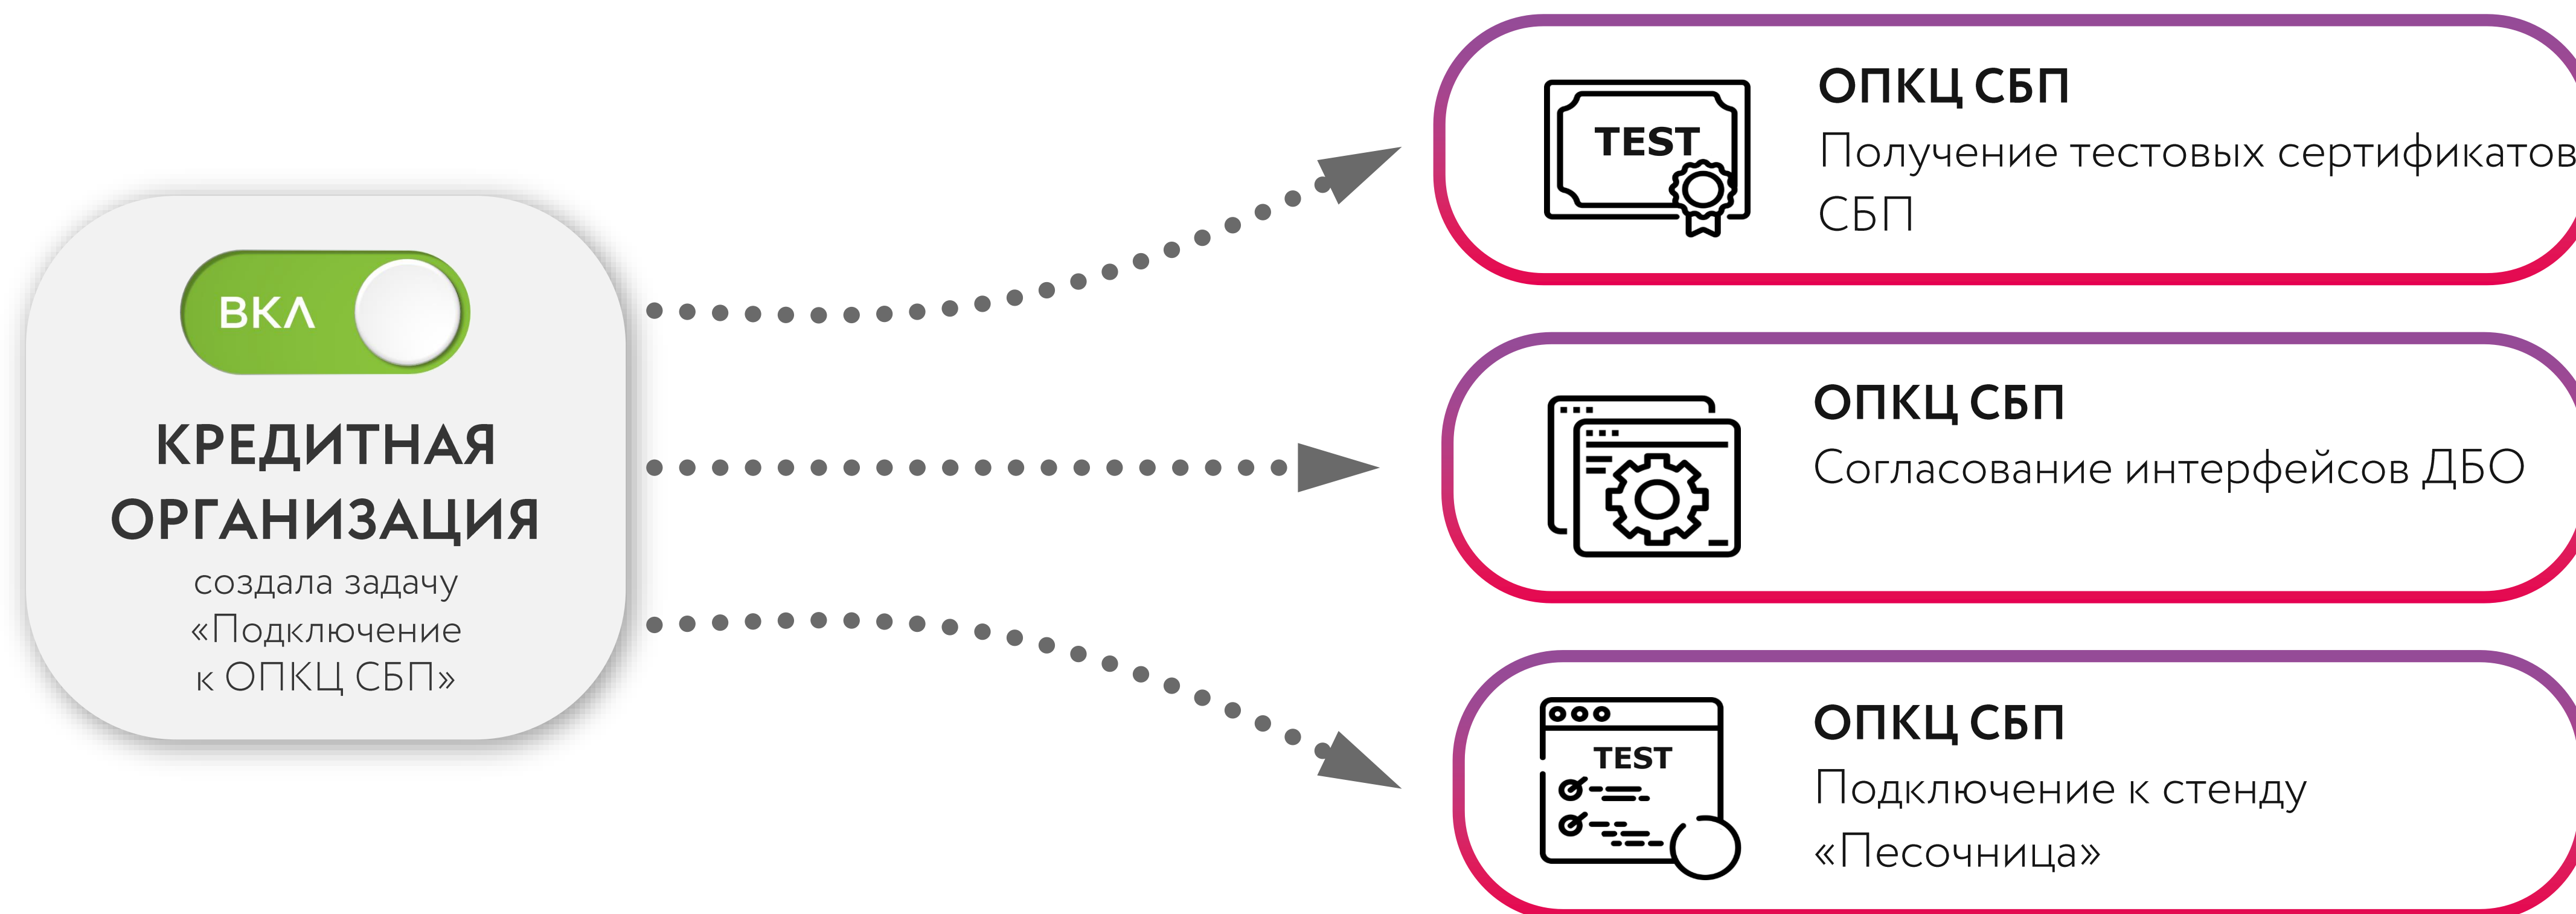 ВКЛ
КРЕДИТНАЯ
ОРГАНИЗАЦИЯ
создала задачу
«Подключение
к ОПКЦ СБП»
TEST
ОПКЦ СБП
Получение тестовых сертификатов
СБП
ОПКЦ СБП
Согласование интерфейсов ДБО
TEST
ОПКЦ СБП
Подключение к стенду
«Песочница»